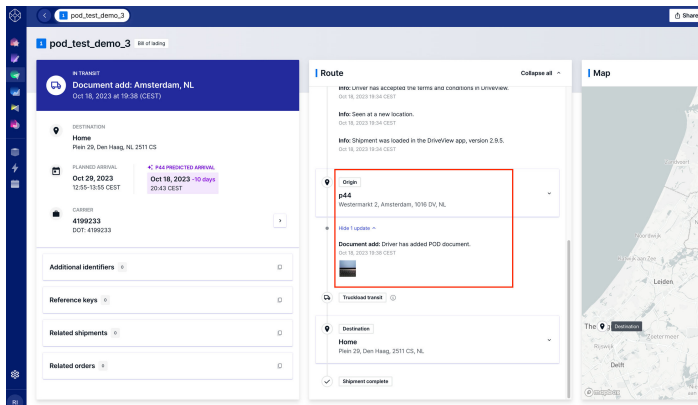 pod_test_demo_3
Share
pod_test_demo_3
Bill of lading
IN TRANSIT
Document add: Amsterdam, NL
Oct 18, 2023 at 19:38 (CEST)
DESTINATION
Home
Plein 29, Den Haag, NL 2511 CS
PLANNED ARRIVAL
Oct 29, 2023
12:55-13:55 CEST
P44 PREDICTED ARRIVAL
Oct 18, 2023 -10 days
20:43 CEST
CARRIER
4199233
DOT: 4199233
Additional identifiers 0
Reference keys 0
Related shipments 0
Related orders 0
Route
Collapse all
Info: Driver has accepted the terms and conditions in Driveview.
Oct 18, 2023 19:34 CEST
Info: Seen at a new location.
Oct 18, 2023 19:34 CEST
Info: Shipment was loaded in the DriveView app, version 2.9.5.
Oct 18, 2023 19:34 CEST
Origin
p44
Westermarkt 2, Amsterdam, 1016 DV, NL
Hide 1 update
Document add: Driver has added POD document.
Oct 18, 2023 19:38 CEST
Truckload transit
Destination
Home
Plein 29, Den Haag, 2511 CS, NL
Shipment complete
Map
Zandvoort
Noordwijk
Katwijk aan Zee
Leiden
The
Destination
Zoetermeer
Rijswijk
Delft
mapbox
RL